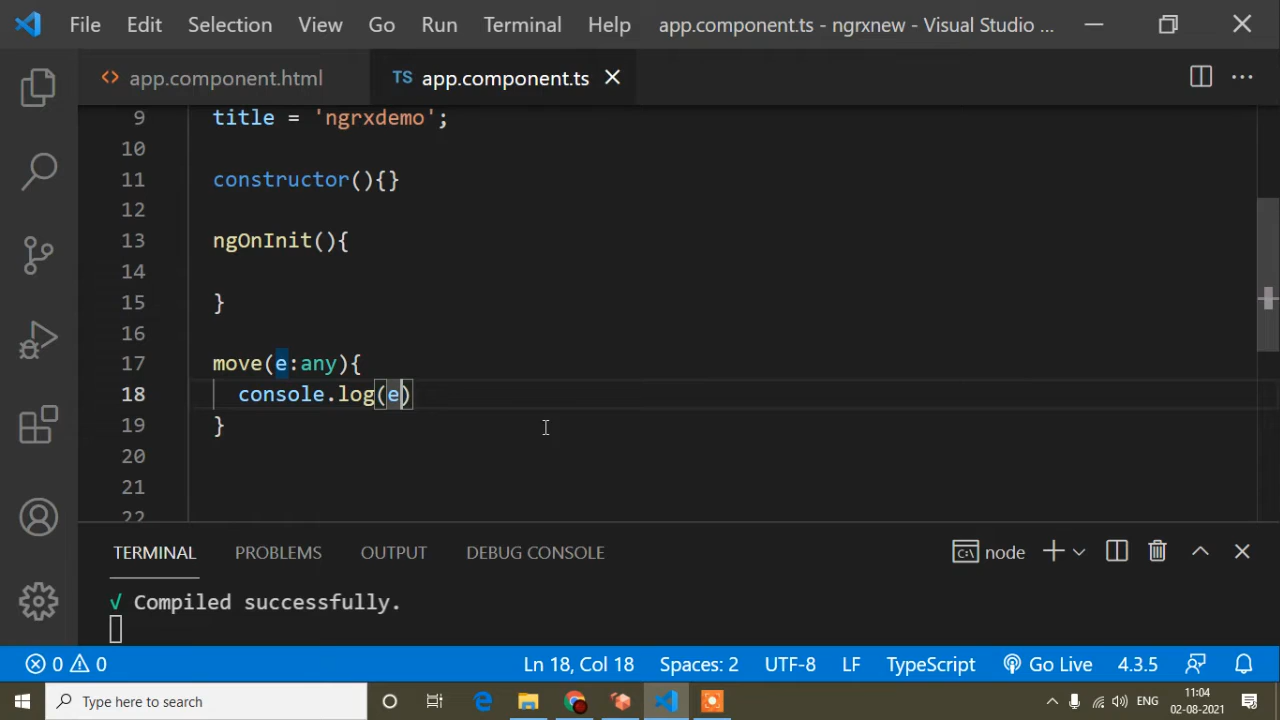 File Edit Selection View Go Run Terminal Help app.component.ts - ngrxnew - Visual Studio ...
app.component.html TS app.component.ts
9 title = 'ngrxdemo';
10
11 constructor(){}
12
13 ngOnInit(){
14
15 }
16
17 move(e:any){
18 console.log(e)
19 }
20
21
22
TERMINAL PROBLEMS OUTPUT DEBUG CONSOLE node
√ Compiled successfully.
0 0 Ln 18, Col 18 Spaces: 2 UTF-8 LF TypeScript Go Live 4.3.5
Type here to search ENG 11:04
02-08-2021